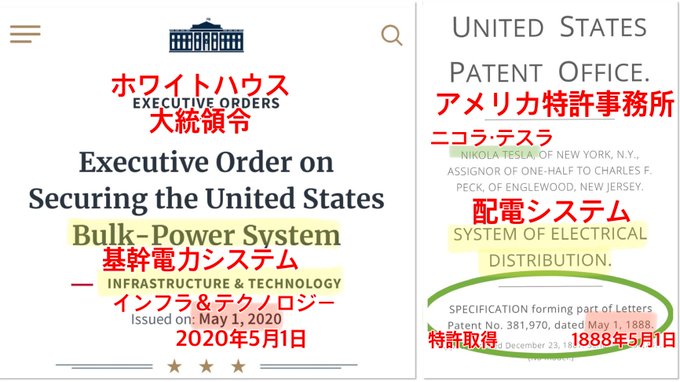 ホワイトハウス
EXECUTIVE ORDERS
大統領令
Executive Order on
Securing the United States
Bulk-Power System
基幹電力システム
INFRASTRUCTURE & TECHNOLOGY
インフラ&テクノロジー
Issued on: May 1, 2020
2020年5月1日
UNITED STATES
PATENT OFFICE.
アメリカ特許事務所
ニコラ・テスラ
NIKOLA TESLA, OF NEW YORK, N.Y.,
ASSIGNOR OF ONE-HALF TO CHARLES F.
PECK, OF ENGLEWOOD, NEW JERSEY.
配電システム
SYSTEM OF ELECTRICAL
DISTRIBUTION.
SPECIFICATION forming part of Letters
Patent No. 381,970, dated May 1, 1888.
特許取得
1888年5月1日
December 23,